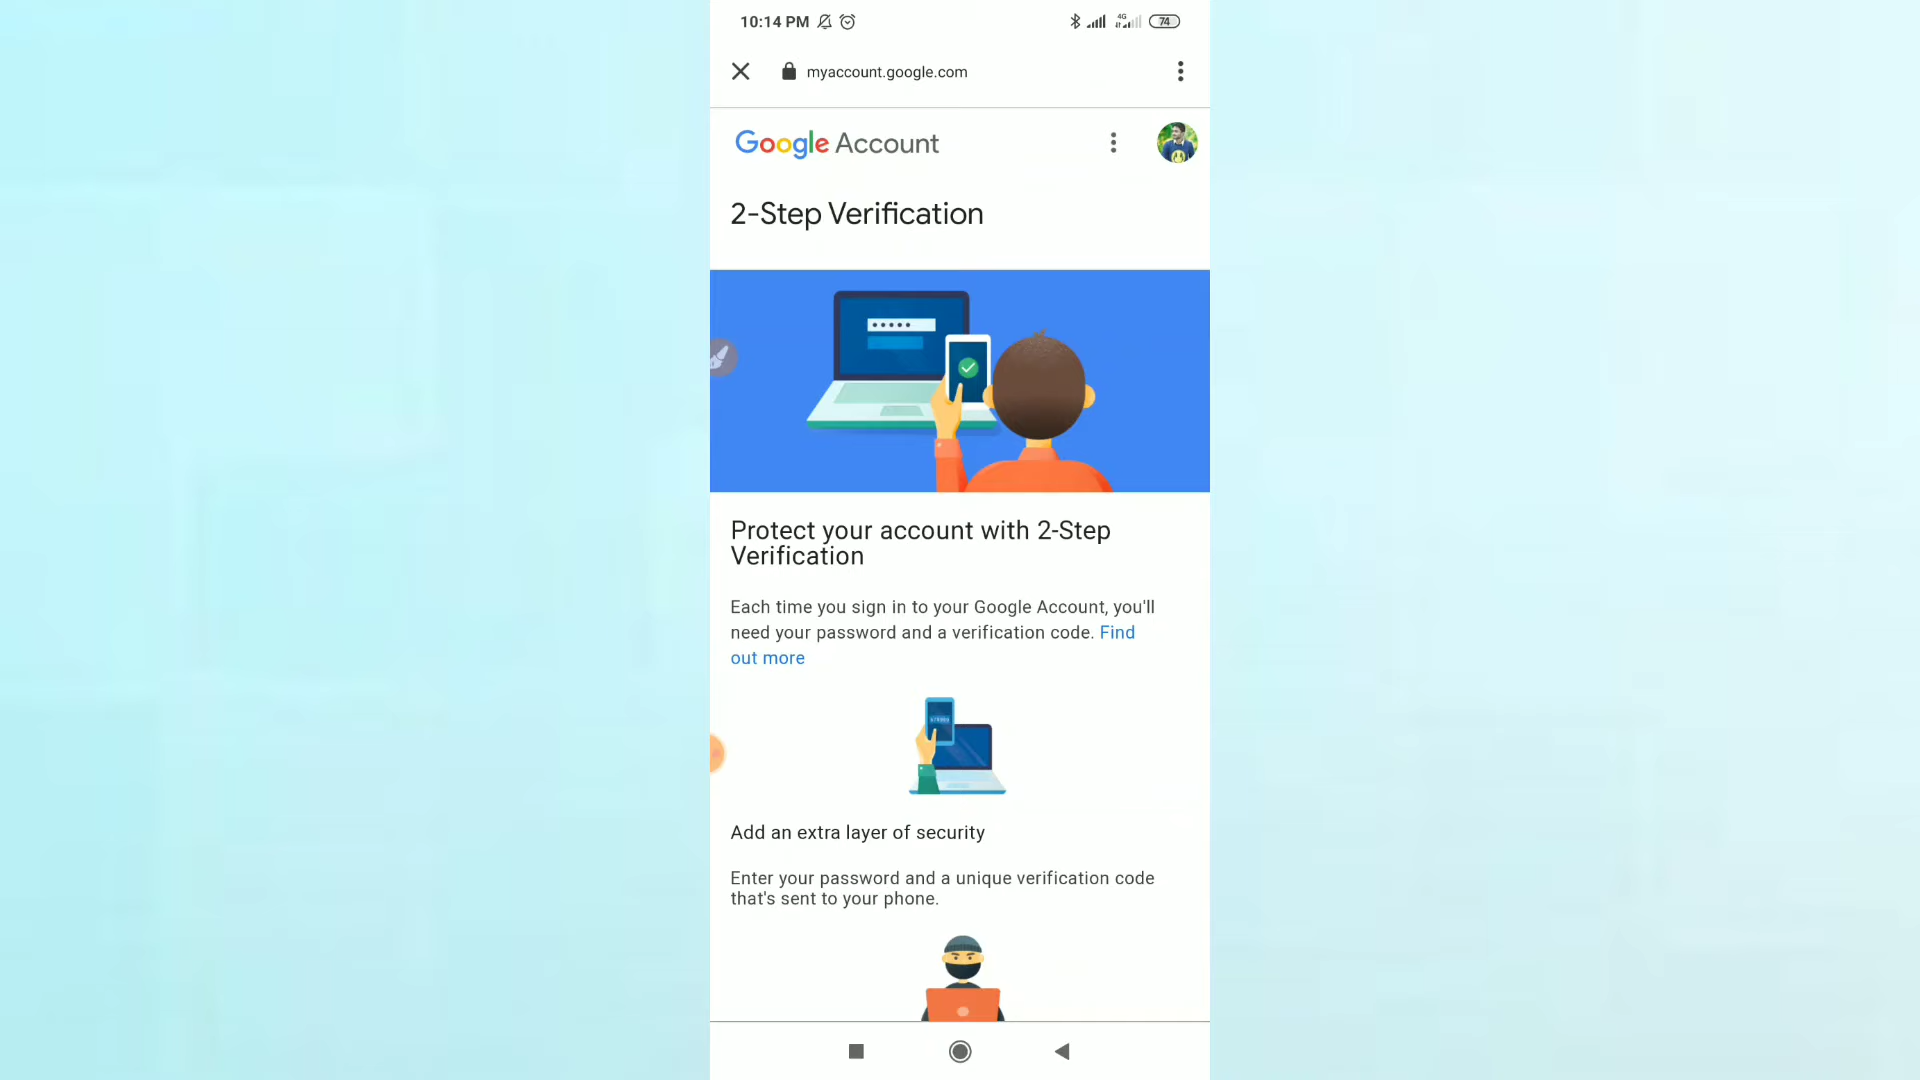 10:14 PM
4G
74
myaccount.google.com
Google Account
2-Step Verification
Protect your account with 2-Step
Verification
Each time you sign in to your Google Account, you'll
need your password and a verification code. Find
out more
Add an extra layer of security
Enter your password and a unique verification code
that's sent to your phone.